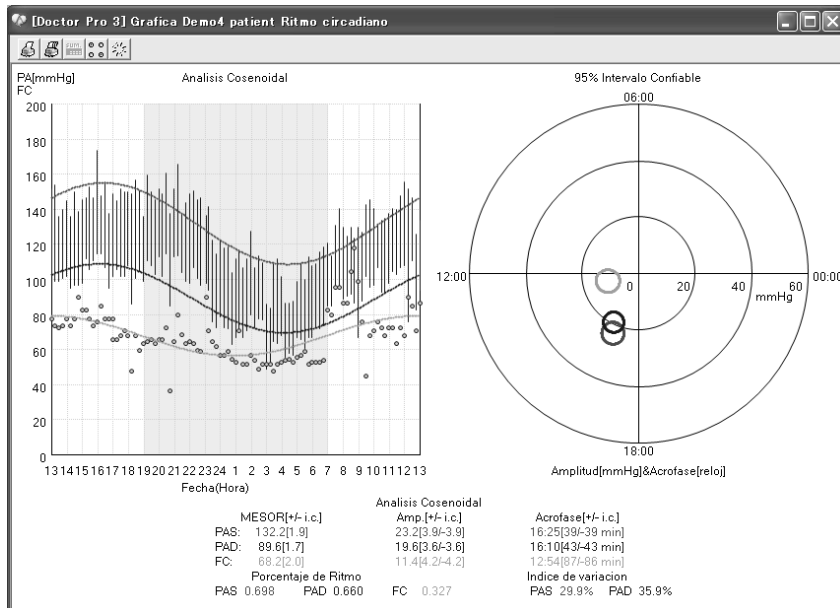 [Doctor Pro 3] Grafica Demo4 patient Ritmo circadiano
PA[mmHg]
FC
Analisis Cosenoidal
200
180
160
140
120
100
80
60
40
20
0
13 14 15 16 17 18 19 20 21 22 23 24 1 2 3 4 5 6 7 8 9 10 11 12 13
Fecha(Hora)
95% Intervalo Confiable
06:00
12:00
0 20 40 60
00:00
mmHg
18:00
Amplitud[mmHg]&Acrofase[reloj]
Analisis Cosenoidal
MESOR[+/- i.c.] Amp.[+/- i.c.] Acrofase[+/- i.c.]
PAS: 132.2[1.9] 23.2[3.9/-3.9] 16:25[39/-39 min]
PAD: 89.6[1.7] 19.6[3.6/-3.6] 16:10[43/-43 min]
FC: 68.2[2.0] 11.4[4.2/-4.2] 12:54[87/-86 min]
Porcentaje de Ritmo Indice de variacion
PAS 0.698 PAD 0.660 FC 0.327 PAS 29.9% PAD 35.9%